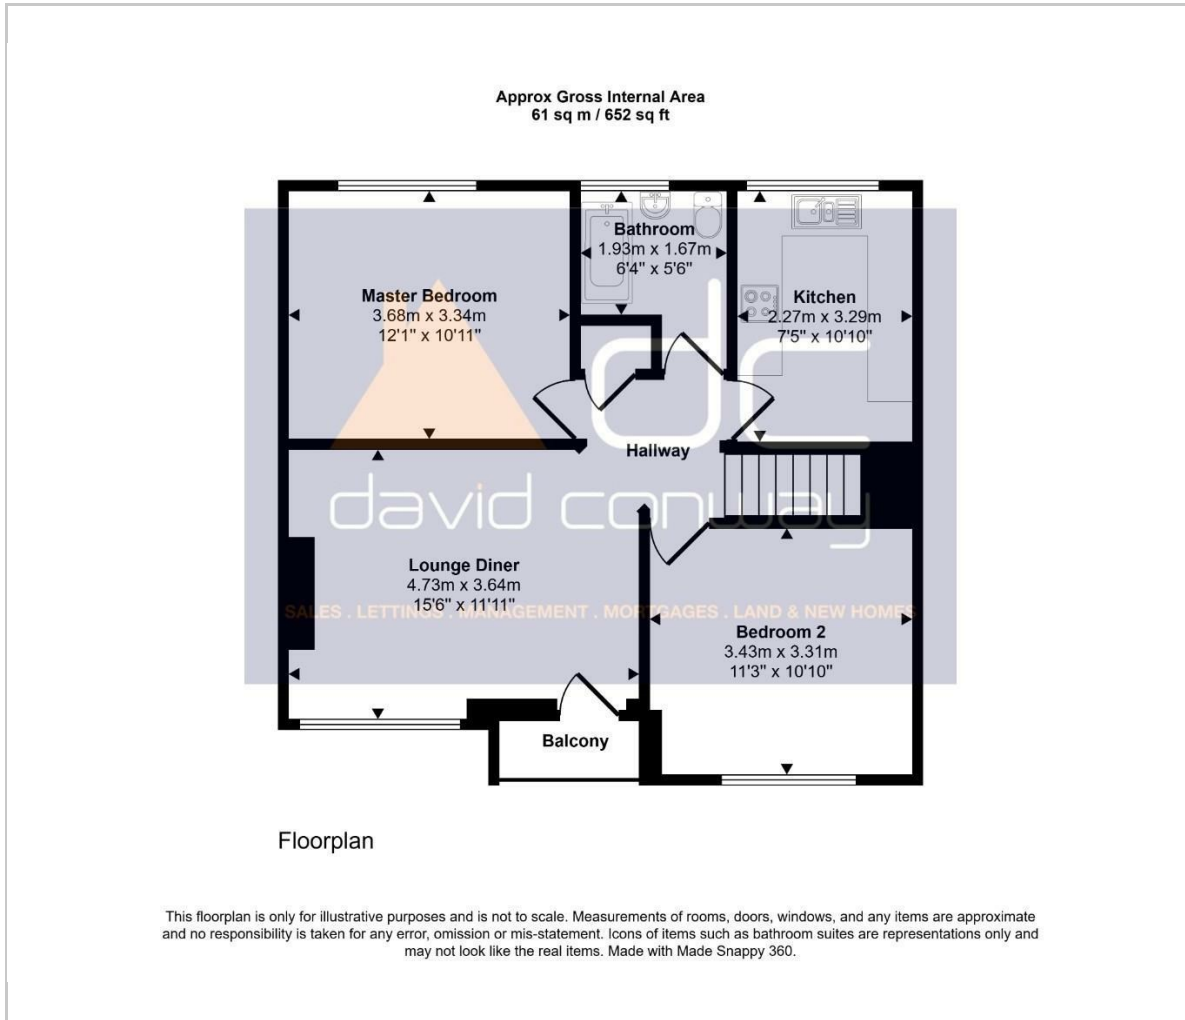 Approx Gross Internal Area
61 sq m / 652 sq ft
Bathroom
1.93m x 1.67m
6'4" x 5'6"
Master Bedroom
3.68m x 3.34m
12'1" x 10'11"
Kitchen
2.27m x 3.29m
7'5" x 10'10"
dc
Hallway
david conway
Lounge Diner
4.73m x 3.64m
15'6" x 11'11"
SALES . LETTINGS . MANAGEMENT . MORTGAGES . LAND & NEW HOMES
Bedroom 2
3.43m x 3.31m
11'3" x 10'10"
Balcony
Floorplan
This floorplan is only for illustrative purposes and is not to scale. Measurements of rooms, doors, windows, and any items are approximate
and no responsibility is taken for any error, omission or mis-statement. Icons of items such as bathroom suites are representations only and
may not look like the real items. Made with Made Snappy 360.